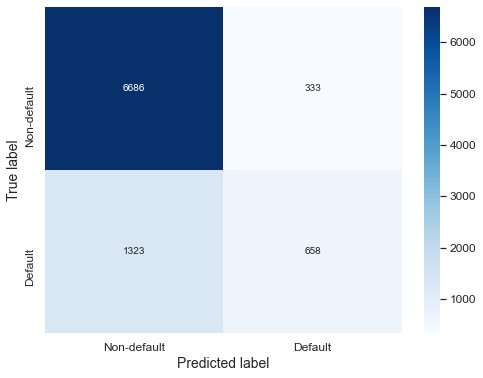 True label
Non-default
Default
6686
333
1323
658
Non-default
Default
Predicted label
6000
5000
4000
3000
2000
1000